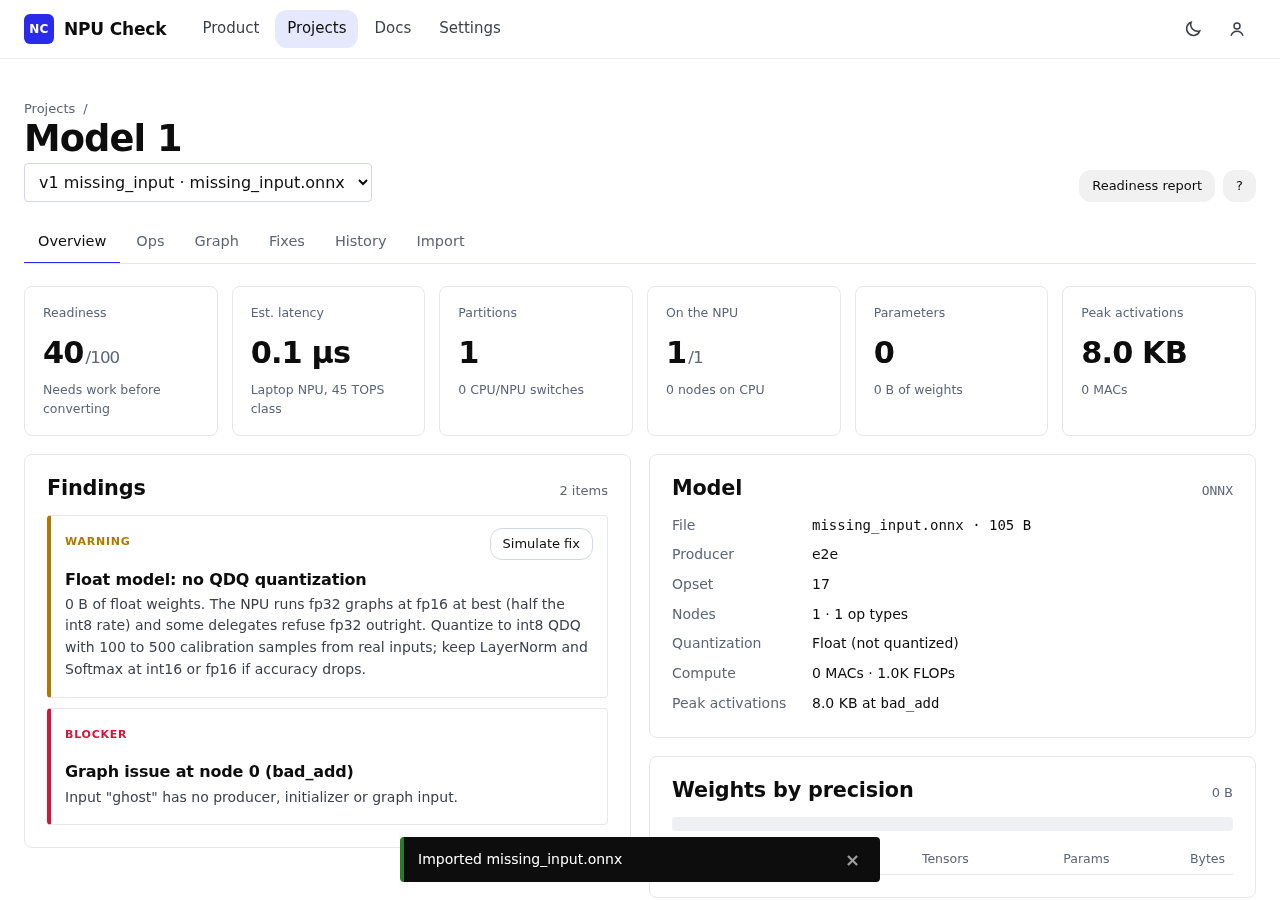 NC NPU Check Product Projects Docs Settings
Projects /
Model 1
v1 missing_input · missing_input.onnx
Readiness report ?
Overview Ops Graph Fixes History Import
Readiness
40/100
Needs work before
converting
Est. latency
0.1 µs
Laptop NPU, 45 TOPS
class
Partitions
1
0 CPU/NPU switches
On the NPU
1/1
0 nodes on CPU
Parameters
0
0 B of weights
Peak activations
8.0 KB
0 MACs
Findings 2 items
WARNING Simulate fix
Float model: no QDQ quantization
0 B of float weights. The NPU runs fp32 graphs at fp16 at best (half the
int8 rate) and some delegates refuse fp32 outright. Quantize to int8 QDQ
with 100 to 500 calibration samples from real inputs; keep LayerNorm and
Softmax at int16 or fp16 if accuracy drops.
BLOCKER
Graph issue at node 0 (bad_add)
Input "ghost" has no producer, initializer or graph input.
Model ONNX
File missing_input.onnx · 105 B
Producer e2e
Opset 17
Nodes 1 · 1 op types
Quantization Float (not quantized)
Compute 0 MACs · 1.0K FLOPs
Peak activations 8.0 KB at bad_add
Weights by precision 0 B
Tensors Params Bytes
Imported missing_input.onnx ×